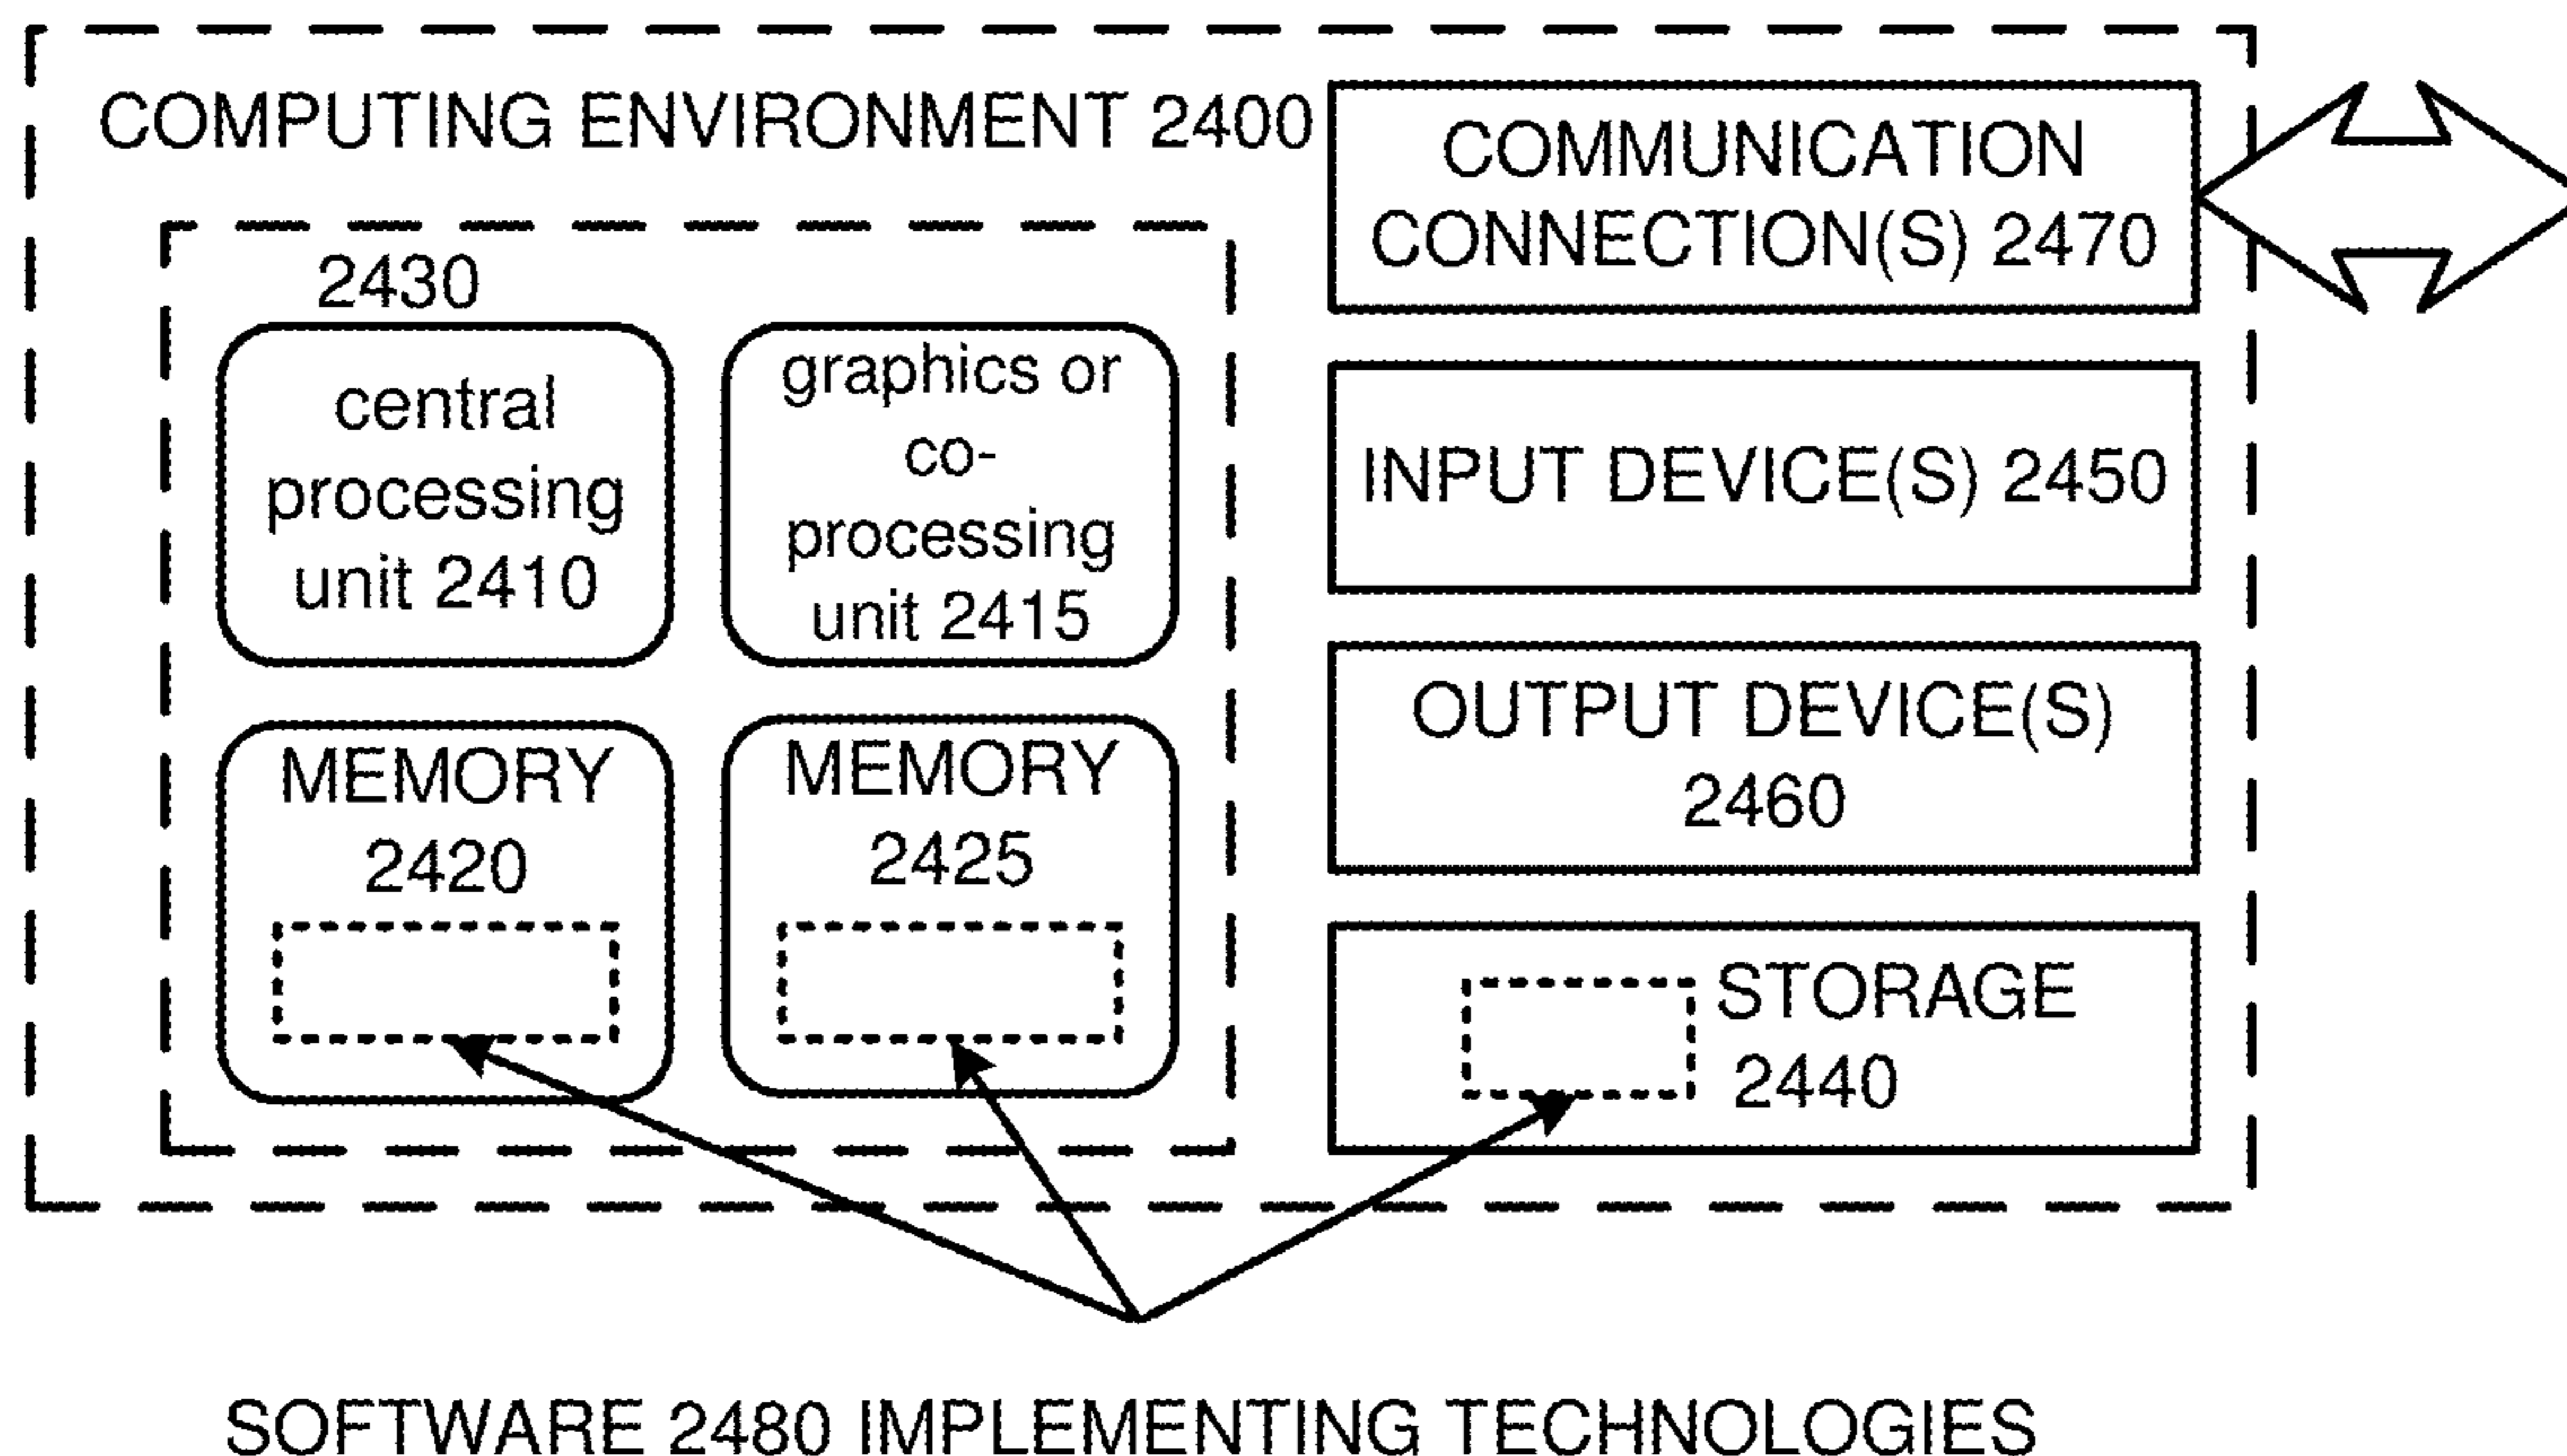 COMPUTING ENVIRONMENT 2400
2430
central
processing
unit 2410
graphics or
co-
processing
unit 2415
MEMORY
2420
MEMORY
2425
COMMUNICATION
CONNECTION(S) 2470
INPUT DEVICE(S) 2450
OUTPUT DEVICE(S)
2460
STORAGE
2440
SOFTWARE 2480 IMPLEMENTING TECHNOLOGIES